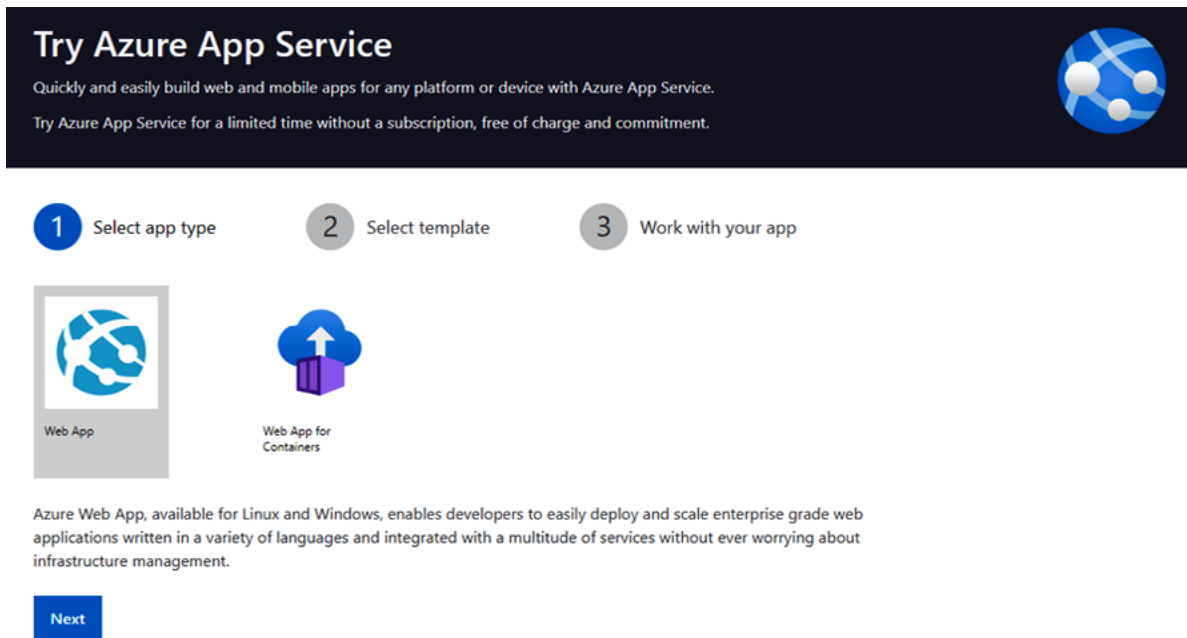 Try Azure App Service
Quickly and easily build web and mobile apps for any platform or device with Azure App Service.
Try Azure App Service for a limited time without a subscription, free of charge and commitment.
1 Select app type 2 Select template 3 Work with your app
Web App
Web App for
Containers
Azure Web App, available for Linux and Windows, enables developers to easily deploy and scale enterprise grade web
applications written in a variety of languages and integrated with a multitude of services without ever worrying about
infrastructure management.
Next